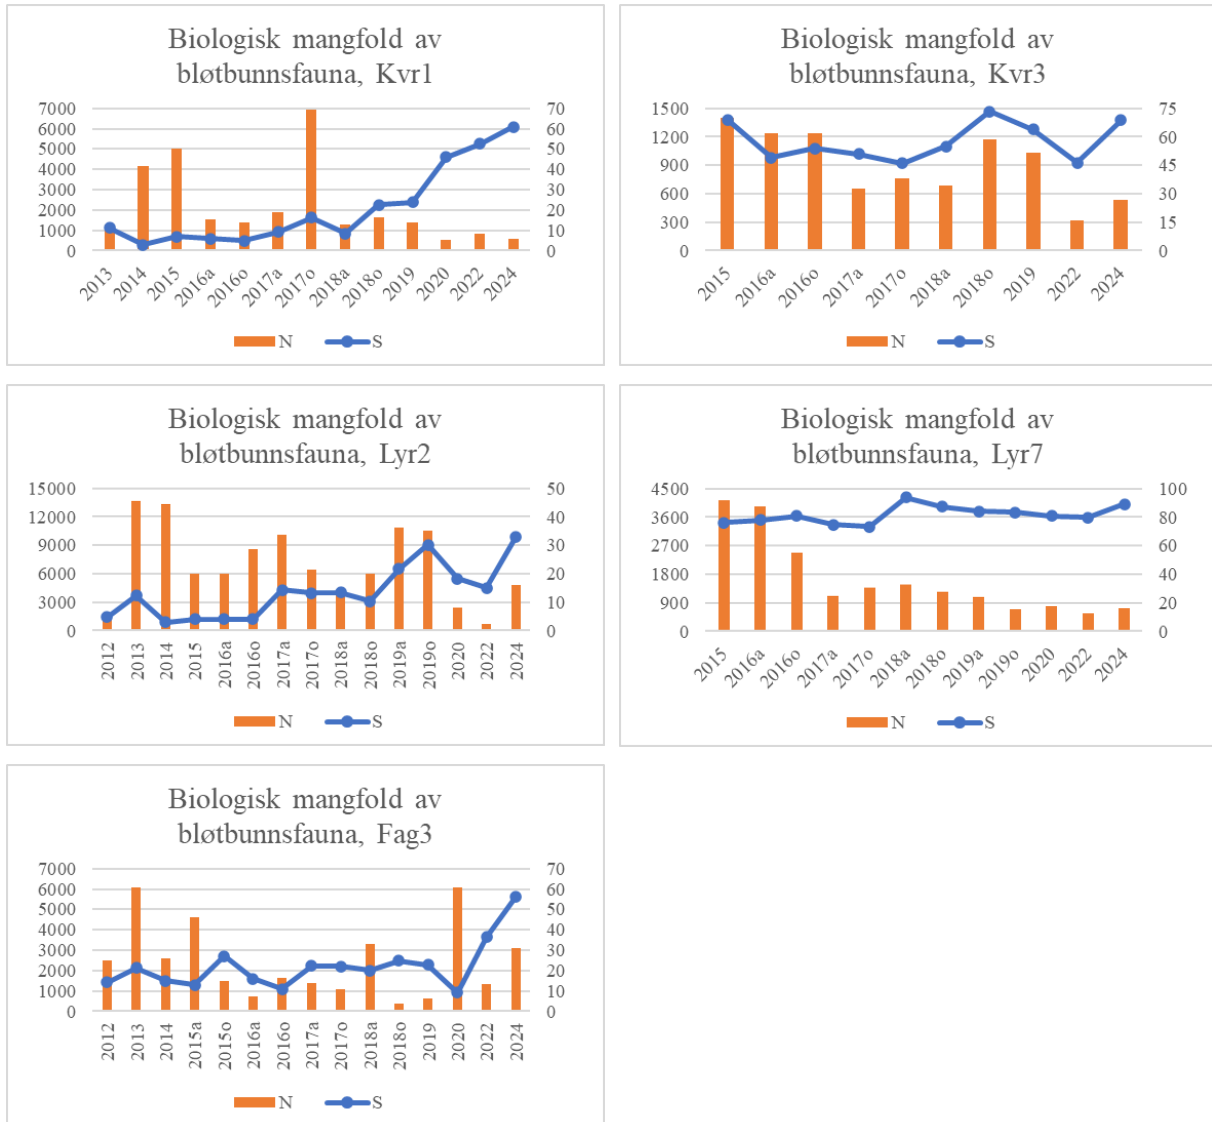 Biologisk mangfold av
bløtbunnsfauna, Kvr1
7000 70
6000 60
5000 50
4000 40
3000 30
2000 20
1000 10
0 0
2013 2014 2015 2016a 2016o 2017a 2017o 2018a 2018o 2019 2020 2022 2024
N S
Biologisk mangfold av
bløtbunnsfauna, Kvr3
1500 75
1200 60
900 45
600 30
300 15
0 0
2015 2016a 2016o 2017a 2017o 2018a 2018o 2019 2022 2024
N S
Biologisk mangfold av
bløtbunnsfauna, Lyr2
15000 50
12000 40
9000 30
6000 20
3000 10
0 0
2012 2013 2014 2015 2016a 2016o 2017a 2017o 2018a 2018o 2019a 2019o 2020 2022 2024
N S
Biologisk mangfold av
bløtbunnsfauna, Lyr7
4500 100
3600 80
2700 60
1800 40
900 20
0 0
2015 2016a 2016o 2017a 2017o 2018a 2018o 2019a 2019o 2020 2022 2024
N S
Biologisk mangfold av
bløtbunnsfauna, Fag3
7000 70
6000 60
5000 50
4000 40
3000 30
2000 20
1000 10
0 0
2012 2013 2014 2015a 2015o 2016a 2016o 2017a 2017o 2018a 2018o 2019 2020 2022 2024
N S